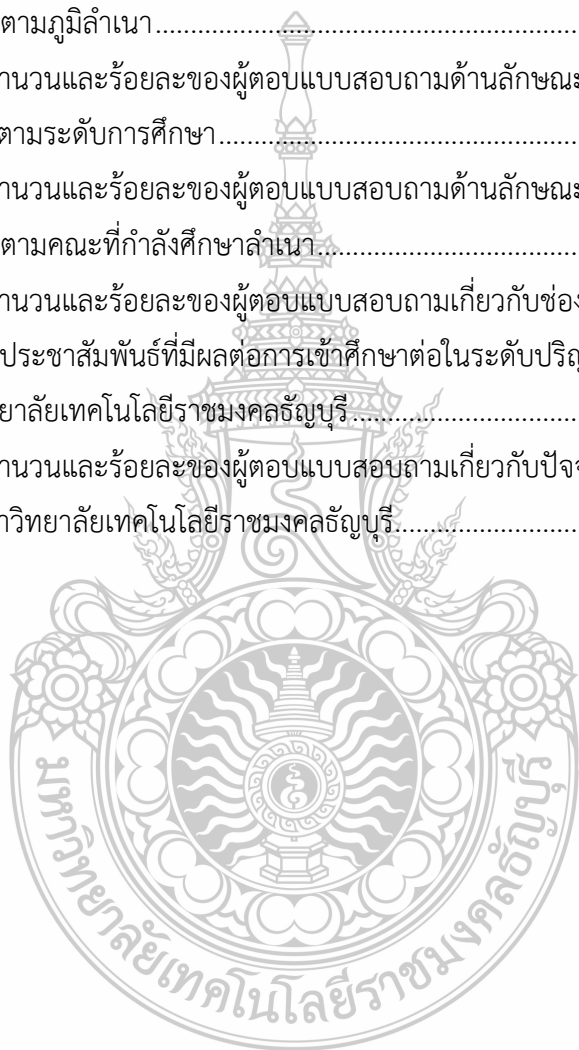 ตามภูมิลำเนา
ำนวนและร้อยละของผู้ตอบแบบสอบถามด้านลักษณะ
ตามระดับการศึกษา
ำนวนและร้อยละของผู้ตอบแบบสอบถามด้านลักษณะ
ตามคณะที่กำลังศึกษาลำเนา
ำนวนและร้อยละของผู้ตอบแบบสอบถามเกี่ยวกับช่อง
ประชาสัมพันธ์ที่มีผลต่อการเข้าศึกษาต่อในระดับปริญ
ยาลัยเทคโนโลยีราชมงคลธัญบุรี
ำนวนและร้อยละของผู้ตอบแบบสอบถามเกี่ยวกับปัจจ
าวิทยาลัยเทคโนโลยีราชมงคลธัญบุรี
มหาวิทยาลัยเทคโนโลยีราชมงคลธัญบุรี